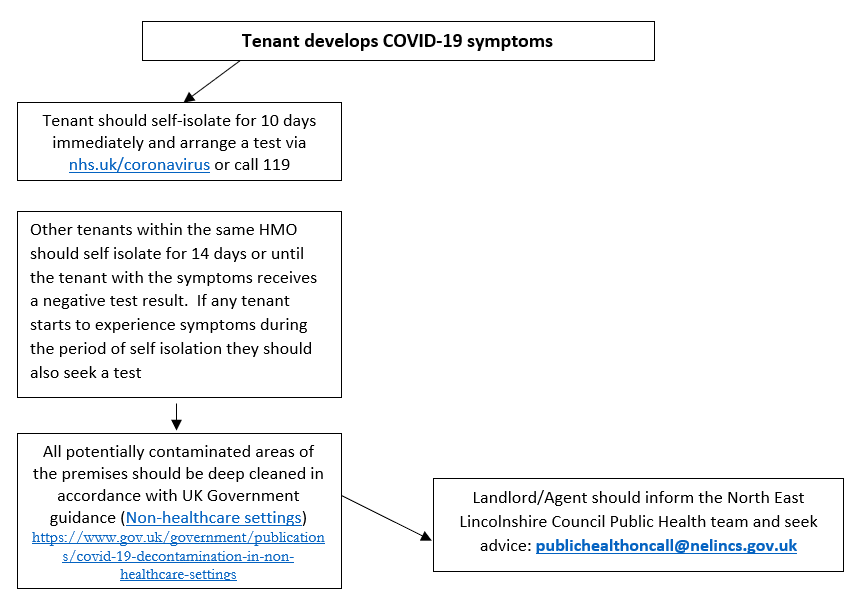 Tenant develops COVID-19 symptoms
Tenant should self-isolate for 10 days
immediately and arrange a test via
nhs.uk/coronavirus or call 119
Other tenants within the same HMO
should self isolate for 14 days or until
the tenant with the symptoms receives
a negative test result.  If any tenant
starts to experience symptoms during
the period of self isolation they should
also seek a test
All potentially contaminated areas of
the premises should be deep cleaned in
accordance with UK Government
guidance (Non-healthcare settings)
https://www.gov.uk/government/publication
s/covid-19-decontamination-in-non-
healthcare-settings
Landlord/Agent should inform the North East
Lincolnshire Council Public Health team and seek
advice: publichealthoncall@nelincs.gov.uk